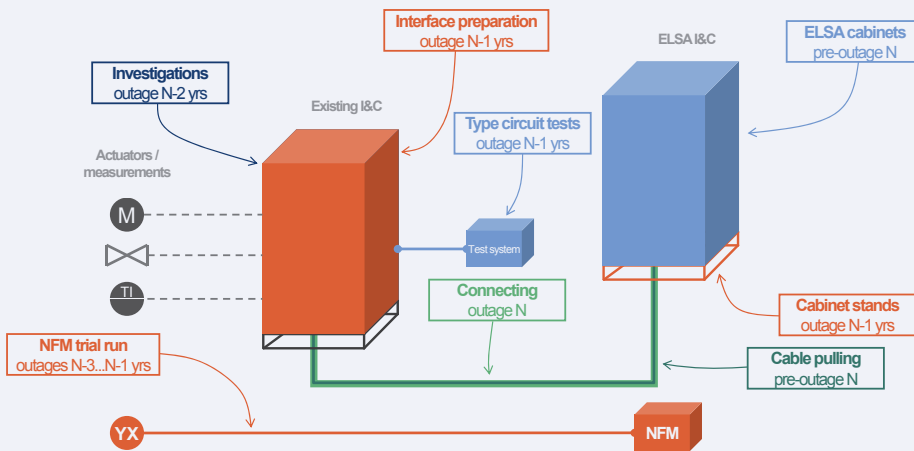 Interface preparation
outage N-1 yrs
ELSA I&C
ELSA cabinets
pre-outage N
Investigations
outage N-2 yrs
Existing I&C
Type circuit tests
outage N-1 yrs
Actuators /
measurements
M
Test system
TI
Connecting
outage N
Cabinet stands
outage N-1 yrs
NFM trial run
outages N-3...N-1 yrs
Cable pulling
pre-outage N
YX
NFM